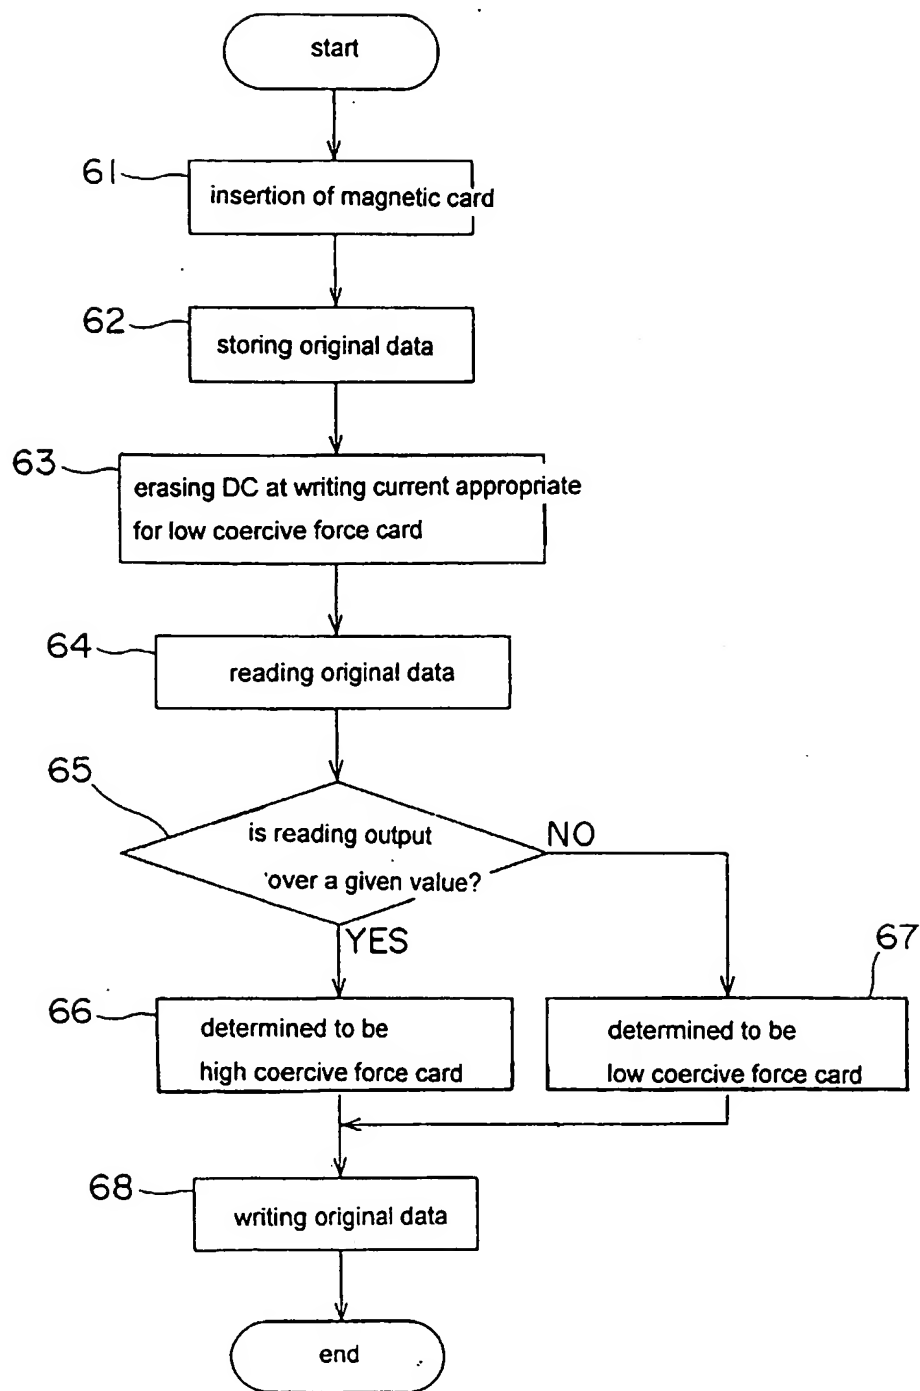 start
61
insertion of magnetic card
62
storing original data
63
erasing DC at writing current appropriate
for low coercive force card
64
reading original data
65
is reading output
over a given value?
NO
YES
66
determined to be
high coercive force card
67
determined to be
low coercive force card
68
writing original data
end